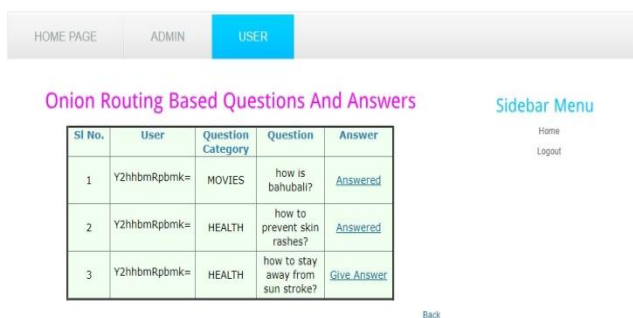 HOME PAGE ADMIN USER
Onion Routing Based Questions And Answers
Sl No. User Question Category Question Answer
1 Y2hhbmRpbmk= MOVIES how is bahubali? Answered
2 Y2hhbmRpbmk= HEALTH how to prevent skin rashes? Answered
3 Y2hhbmRpbmk= HEALTH how to stay away from sun stroke? Give Answer
Back
Sidebar Menu
Home
Logout